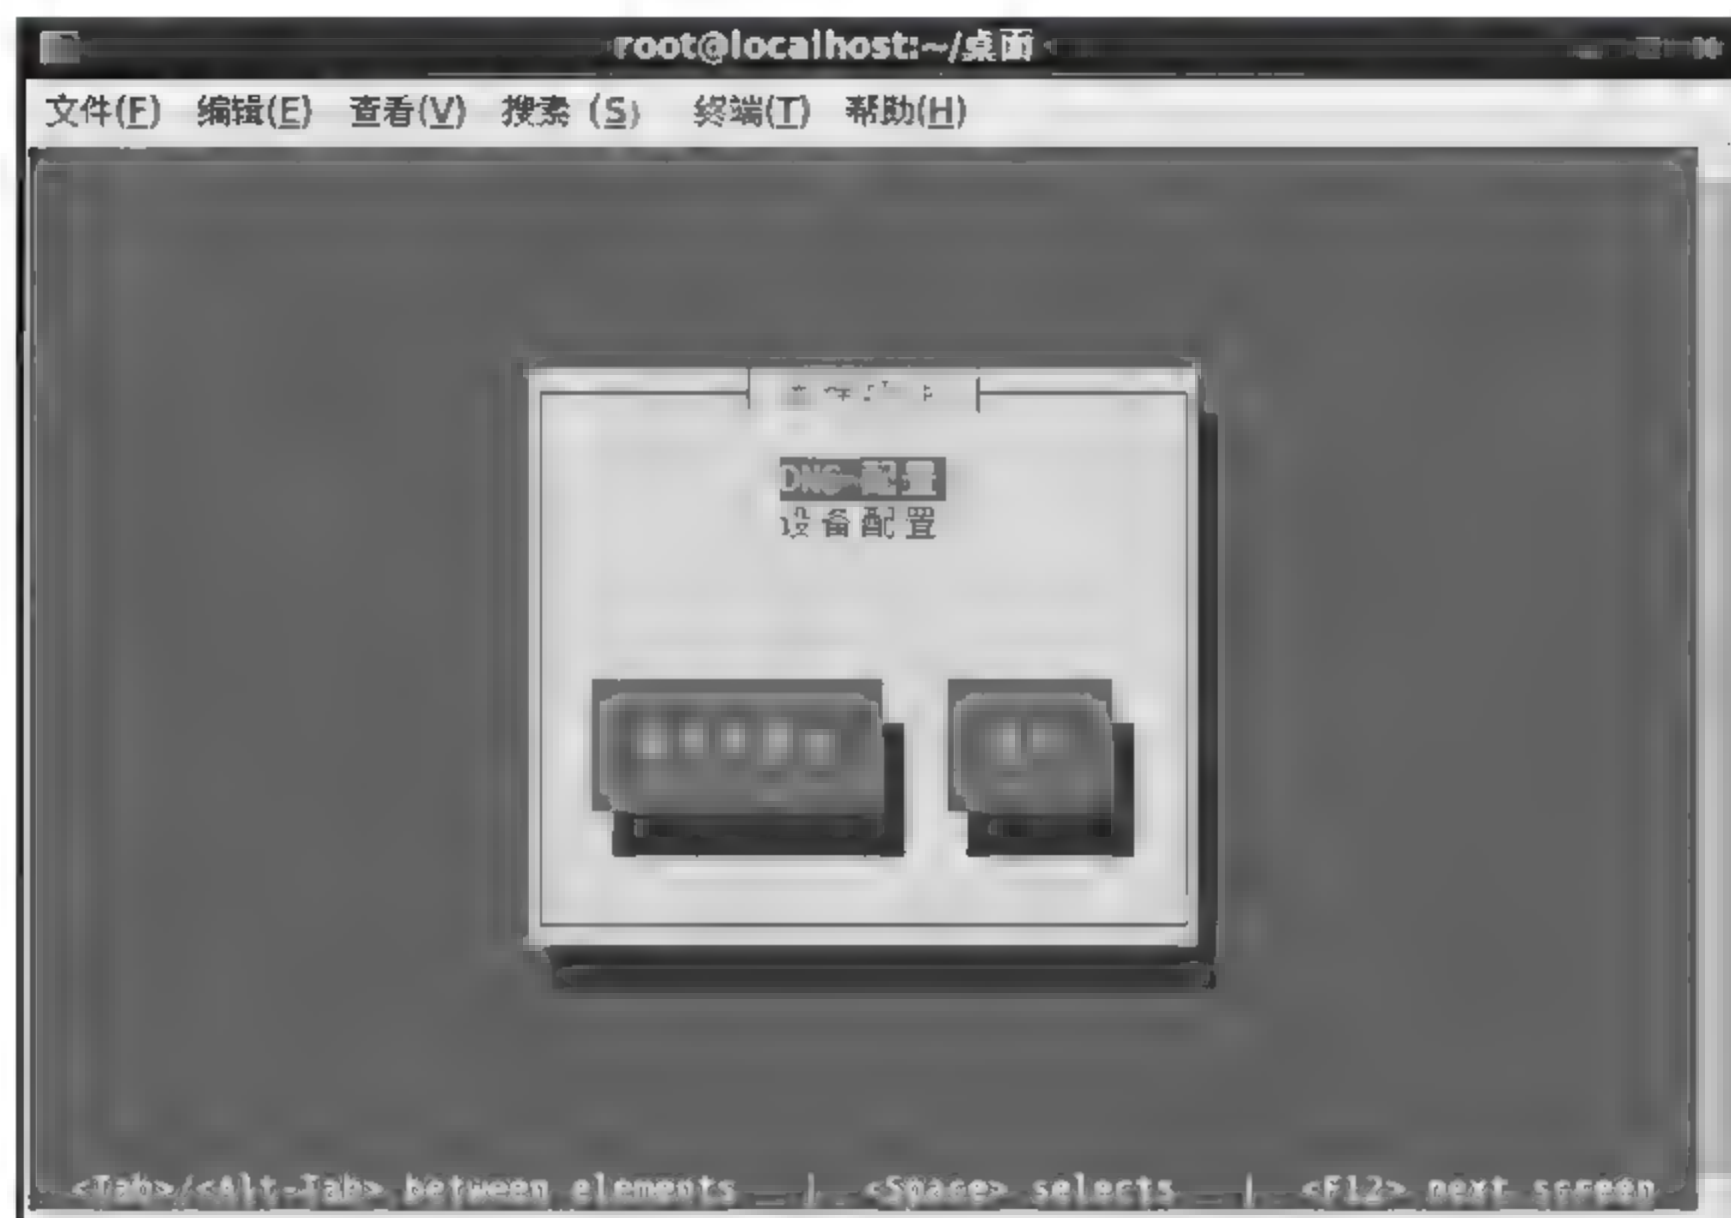 root@localhost:~/桌面
文件(F) 编辑(E) 查看(V) 搜索 (S) 终端(T) 帮助(H)
DNS 配置
设备配置
<Tab>/<Alt-Tab> between elements | <Space> selects | <F12> next screen